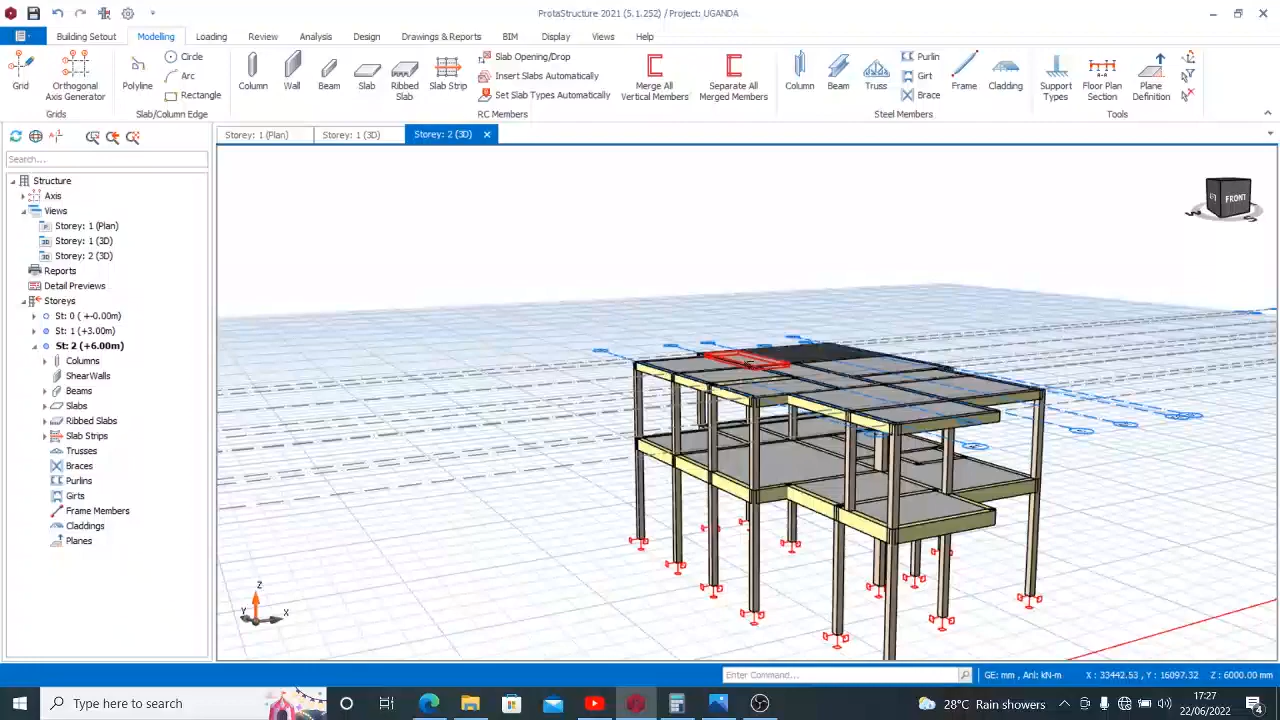 ProtaStructure 2021 (5.1.252) / Project: UGANDA
Building Setout Modelling Loading Review Analysis Design Drawings & Reports BIM Display Views Help
Grid
Orthogonal Axis Generator
Grids
Polyline
Circle
Arc
Rectangle
Slab/Column Edge
Column
Wall
Beam
Slab
Ribbed Slab
Slab Strip
Slab Opening/Drop
Insert Slabs Automatically
Set Slab Types Automatically
RC Members
Merge All Vertical Members
Separate All Merged Members
Column
Beam
Truss
Purlin
Girt
Brace
Frame
Cladding
Steel Members
Support Types
Floor Plan Section
Plane Definition
Tools
Storey: 1 (Plan)
Storey: 1 (3D)
Storey: 2 (3D)
Search...
Structure
Axis
Views
Storey: 1 (Plan)
Storey: 1 (3D)
Storey: 2 (3D)
Reports
Detail Previews
Storeys
St: 0 ( +-0.00m)
St: 1 (+3.00m)
St: 2 (+6.00m)
Columns
ShearWalls
Beams
Slabs
Ribbed Slabs
Slab Strips
Trusses
Braces
Purlins
Girts
Frame Members
Claddings
Planes
FRONT
Z
Y
X
Enter Command...
GE: mm , Anl: kN-m
X : 33442.53 , Y : 16097.32
Z : 6000.00 mm
Type here to search
28°C Rain showers
17:27
22/06/2022